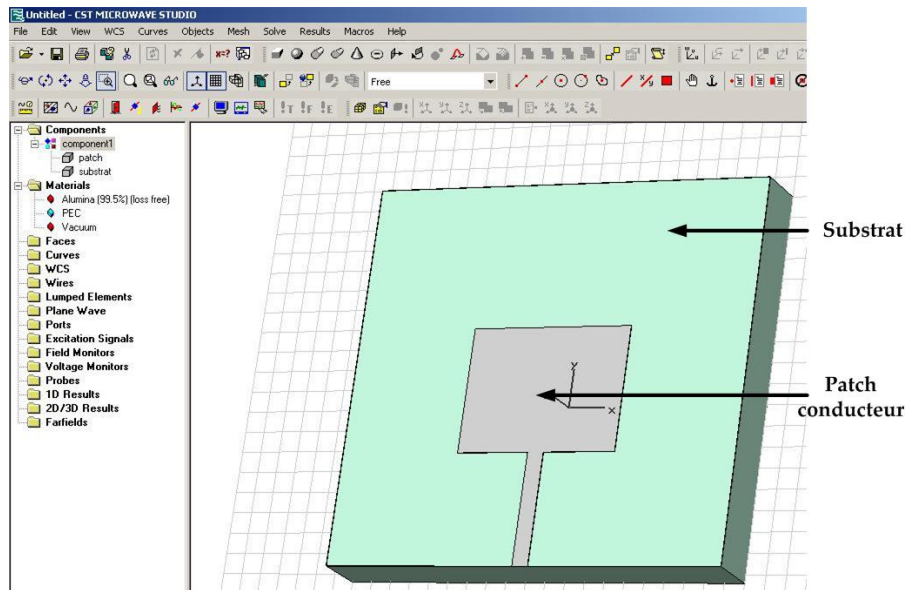 Untitled - CST MICROWAVE STUDIO
File Edit View WCS Curves Objects Mesh Solve Results Macros Help
x=?
Free
Components
component1
patch
substrat
Materials
Alumina (99.5%) (loss free)
PEC
Vacuum
Faces
Curves
WCS
Wires
Lumped Elements
Plane Wave
Ports
Excitation Signals
Field Monitors
Voltage Monitors
Probes
1D Results
2D/3D Results
Farfields
Substrat
y
x
Patch
conducteur